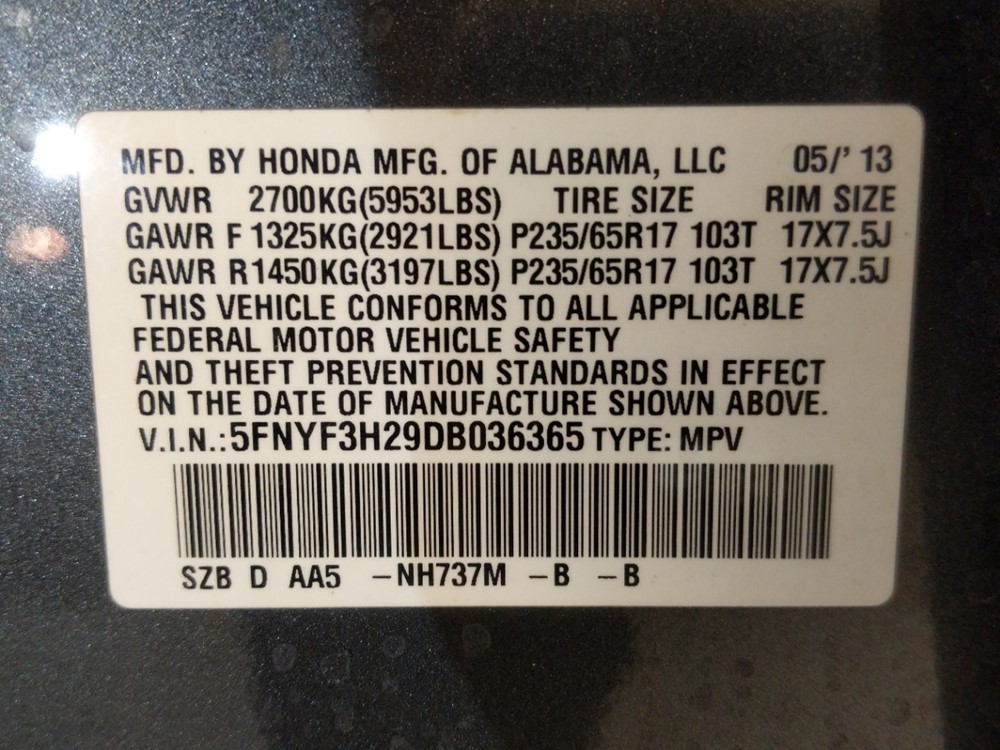 MFD. BY HONDA MFG. OF ALABAMA, LLC 05/' 13
GVWR 2700KG(5953LBS) TIRE SIZE RIM SIZE
GAWR F 1325KG(2921LBS) P235/65R17 103T 17X7.5J
GAWR R1450KG(3197LBS) P235/65R17 103T 17X7.5J
THIS VEHICLE CONFORMS TO ALL APPLICABLE
FEDERAL MOTOR VEHICLE SAFETY
AND THEFT PREVENTION STANDARDS IN EFFECT
ON THE DATE OF MANUFACTURE SHOWN ABOVE.
V.I.N.:5FNYF3H29DB036365 TYPE: MPV
SZB D AA5 -NH737M -B -B